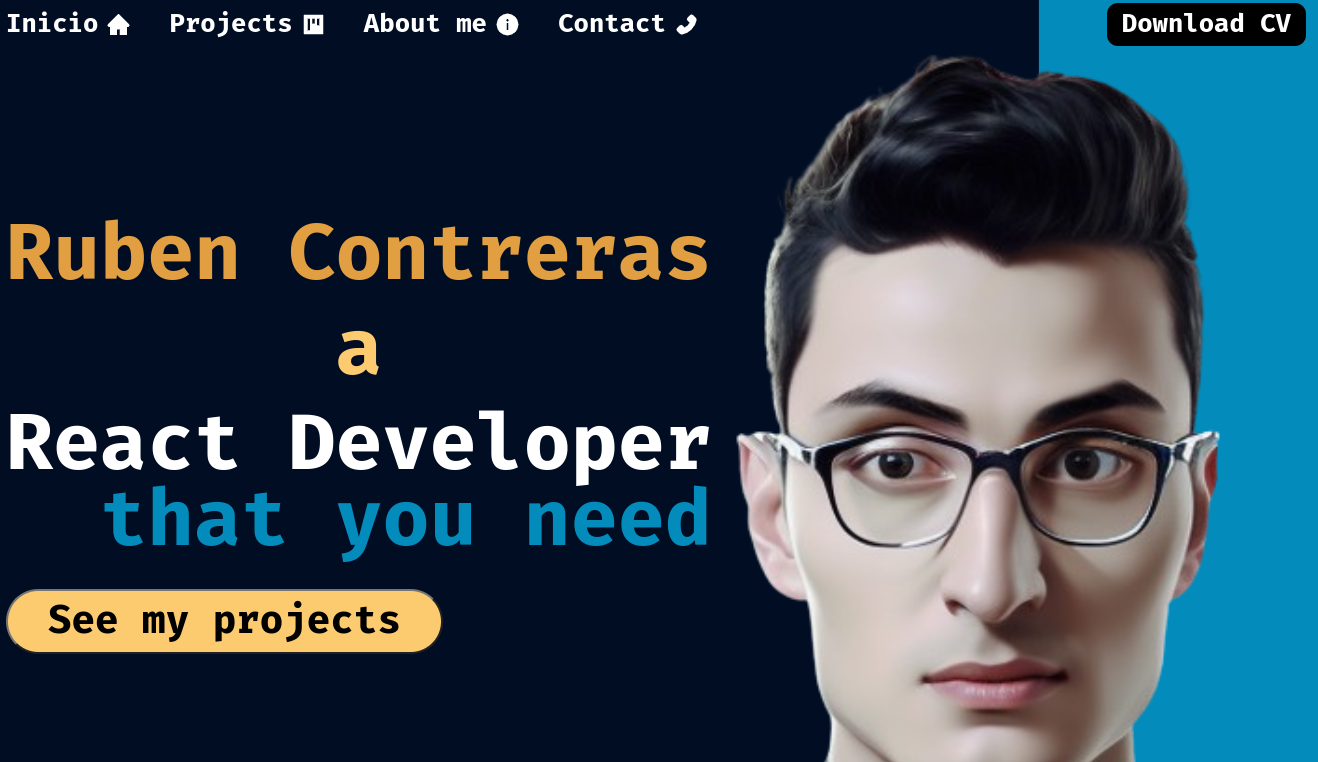 Inicio Projects About me Contact Download CV
Ruben Contreras
a
React Developer
that you need
See my projects